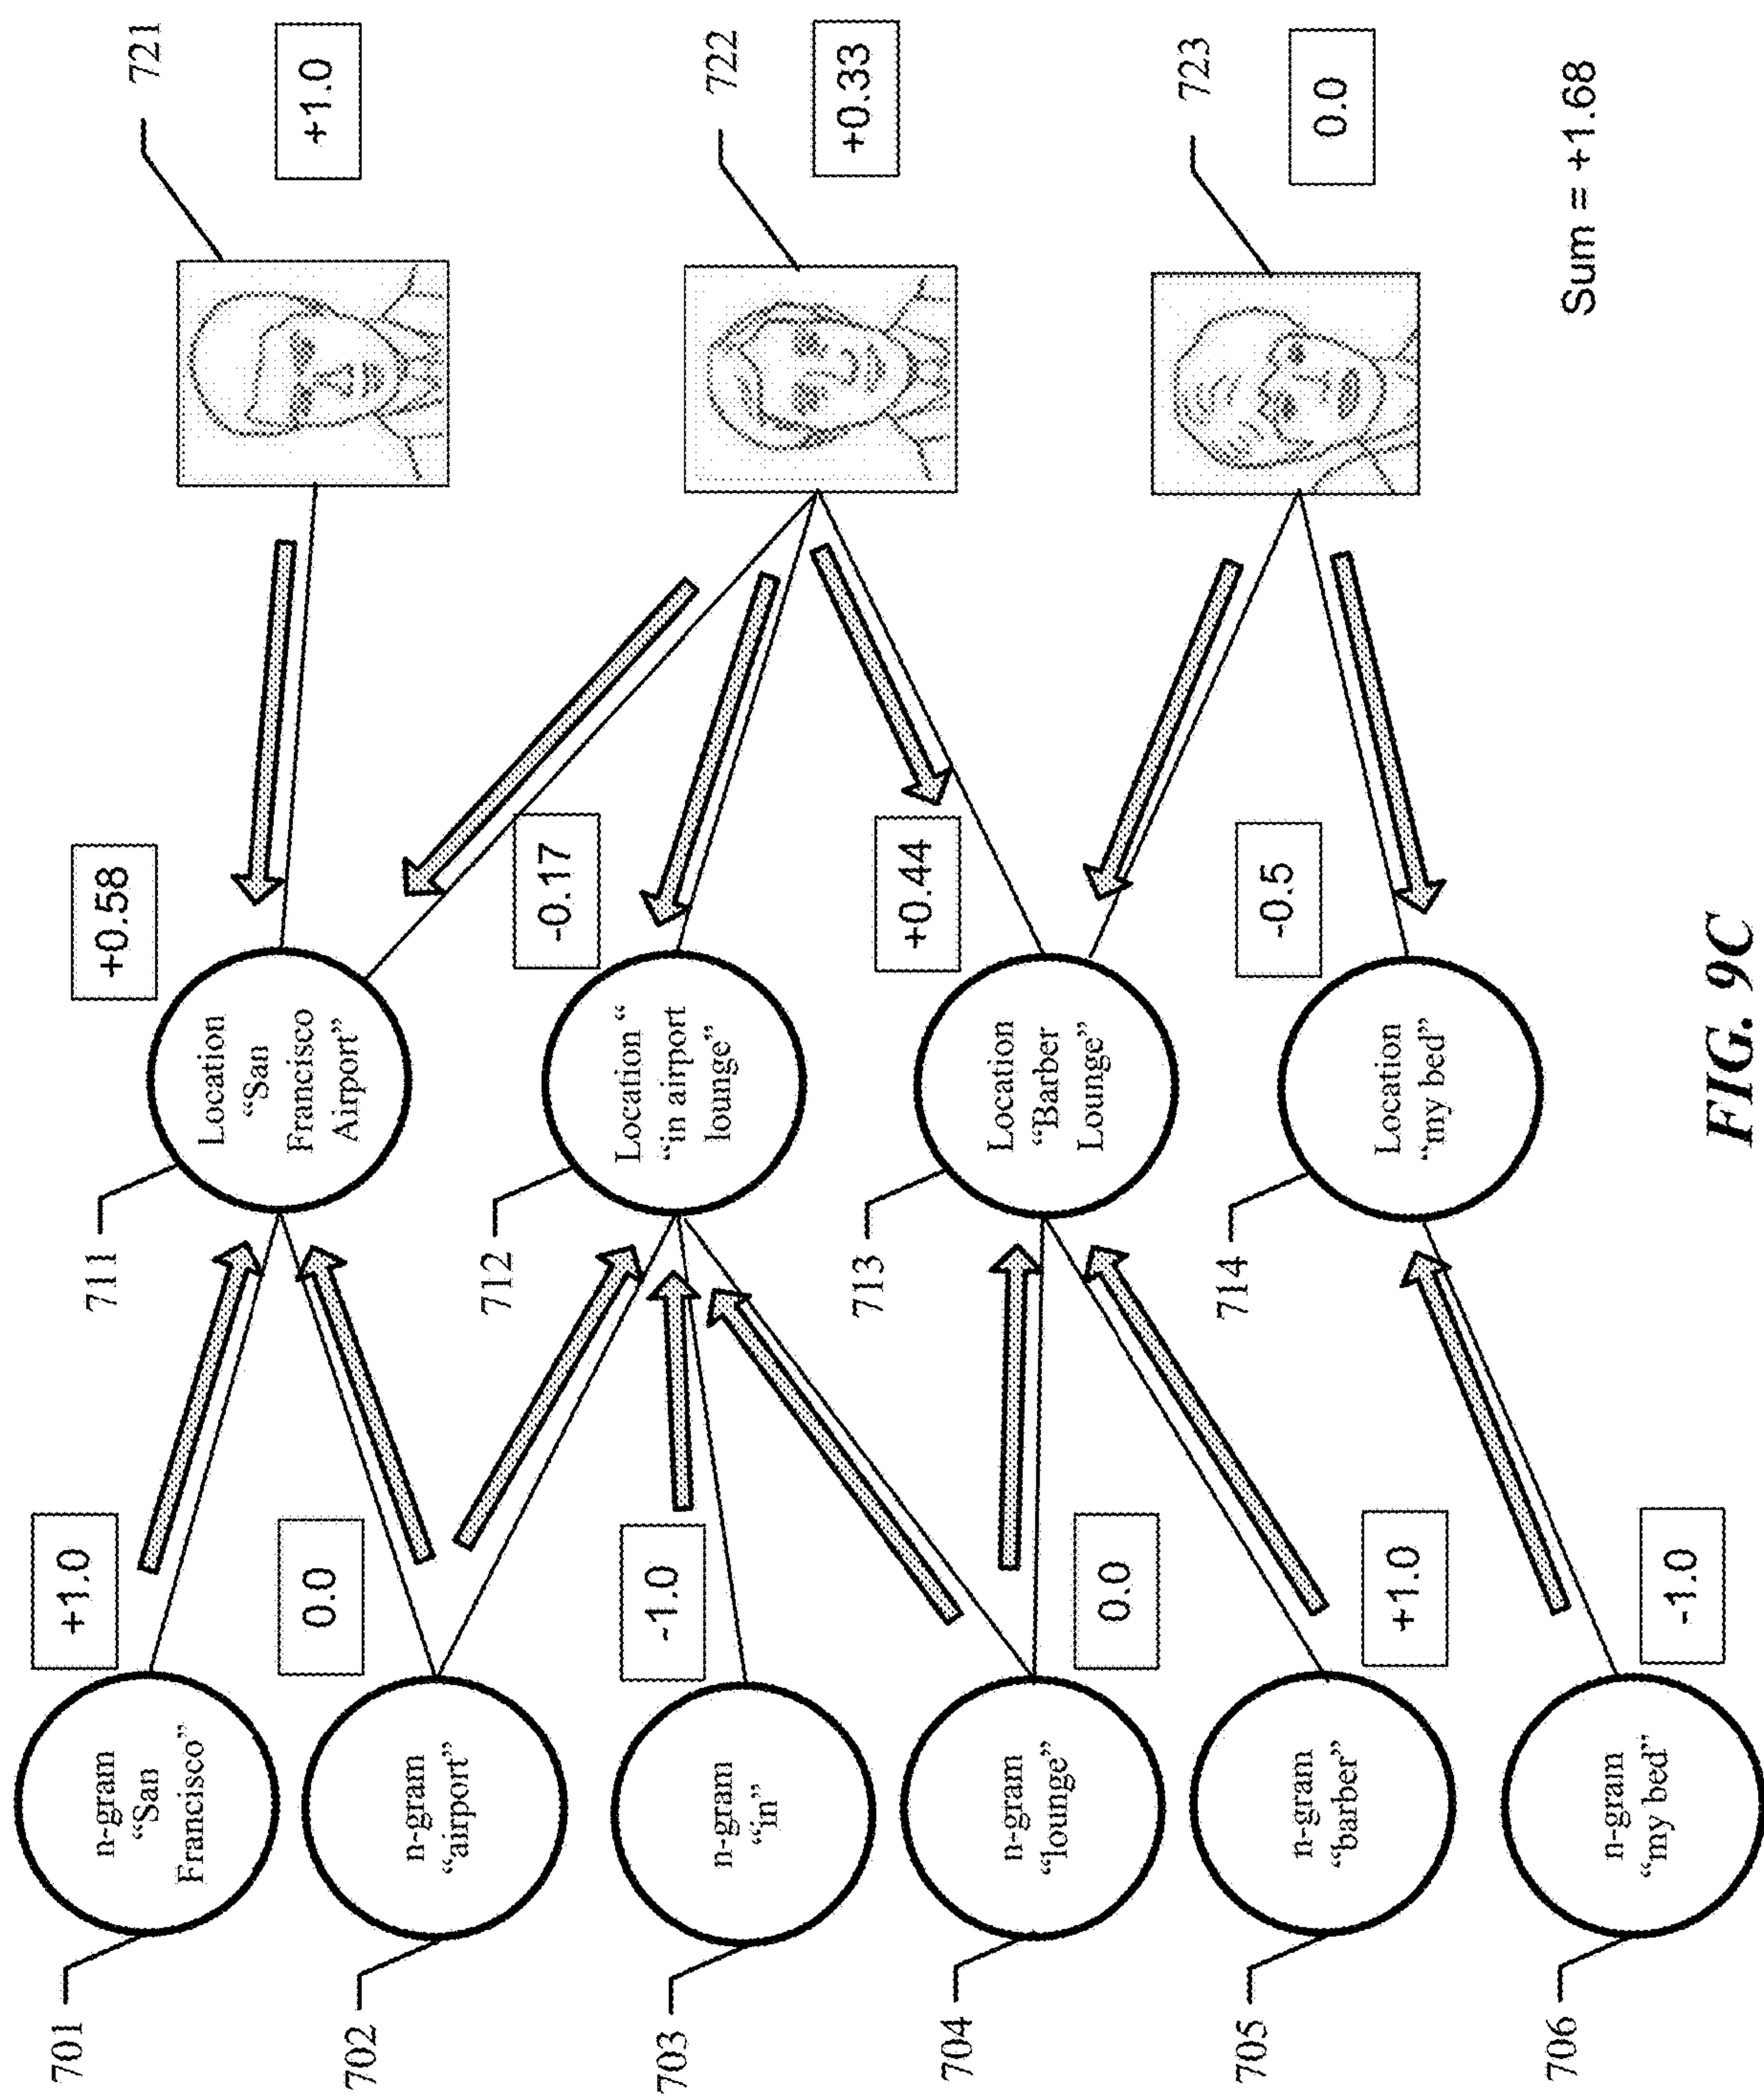 701
n-gram
“San
Francisco”
+1.0
702
n-gram
“airport”
0.0
703
n-gram
“in”
-1.0
704
n-gram
“lounge”
0.0
705
n-gram
“barber”
+1.0
706
n-gram
“my bed”
-1.0
711
Location
“San
Francisco
Airport”
+0.58
712
Location “
“in airport
lounge”
-0.17
713
Location
“Barber
Lounge”
+0.44
714
Location
“my bed”
-0.5
721
+1.0
722
+0.33
723
0.0
Sum = +1.68
FIG. 9C